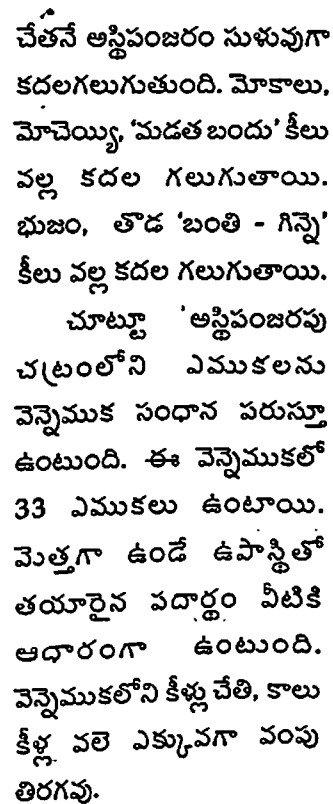 చేతనే అస్థిపంజరం సుళువుగా
కదలగలుగుతుంది. మోకాలు,
మోచెయ్యి, 'మడత బందు' కీలు
వల్ల కదల గలుగుతాయి.
భుజం, తొడ 'బంతి - గిన్నె'
కీలు వల్ల కదల గలుగుతాయి.
చూట్టూ 'అస్థిపంజరపు
చట్రంలోని ఎముకలను
వెన్నెముక సంధాన పరుస్తూ
ఉంటుంది. ఈ వెన్నెముకలో
33 ఎముకలు ఉంటాయి.
మెత్తగా ఉండే ఉపాస్థితో
తయారైన పదార్థం వీటికి
ఆధారంగా ఉంటుంది.
వెన్నెముకలోని కీళ్లు చేతి, కాలు
కీళ్ల వలె ఎక్కువగా వంపు
తిరగవు.